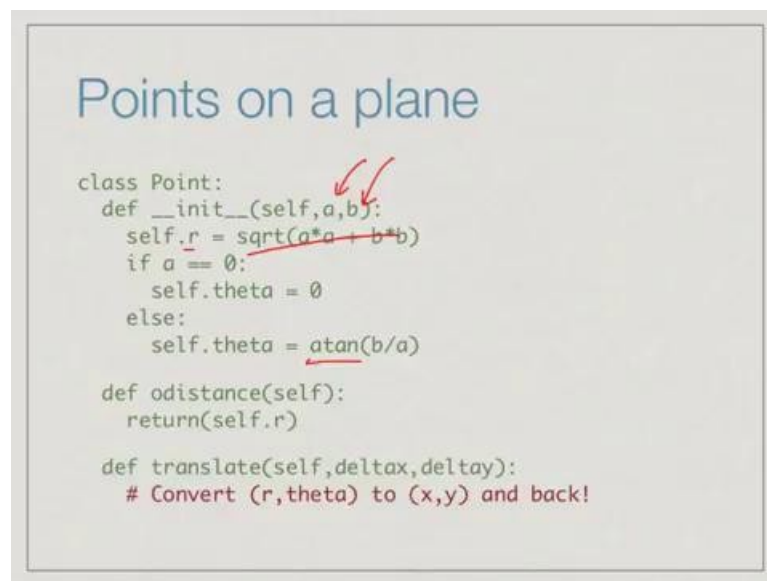 Points on a plane
class Point:
def __init__(self,a,b):
self.r = sqrt(a*a + b*b)
if a == 0:
self.theta = 0
else:
self.theta = atan(b/a)
def odistance(self):
return(self.r)
def translate(self,deltax,deltay):
# Convert (r,theta) to (x,y) and back!